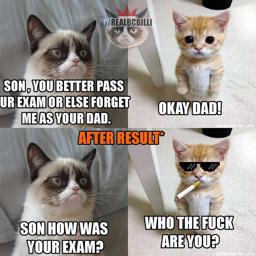 /REALBCBILLI
SON, YOU BETTER PASS
UR EXAM OR ELSE FORGET
ME AS YOUR DAD.
OKAY DAD!
AFTER RESULT*
SON HOW WAS
YOUR EXAM?
WHO THE FUCK
ARE YOU?